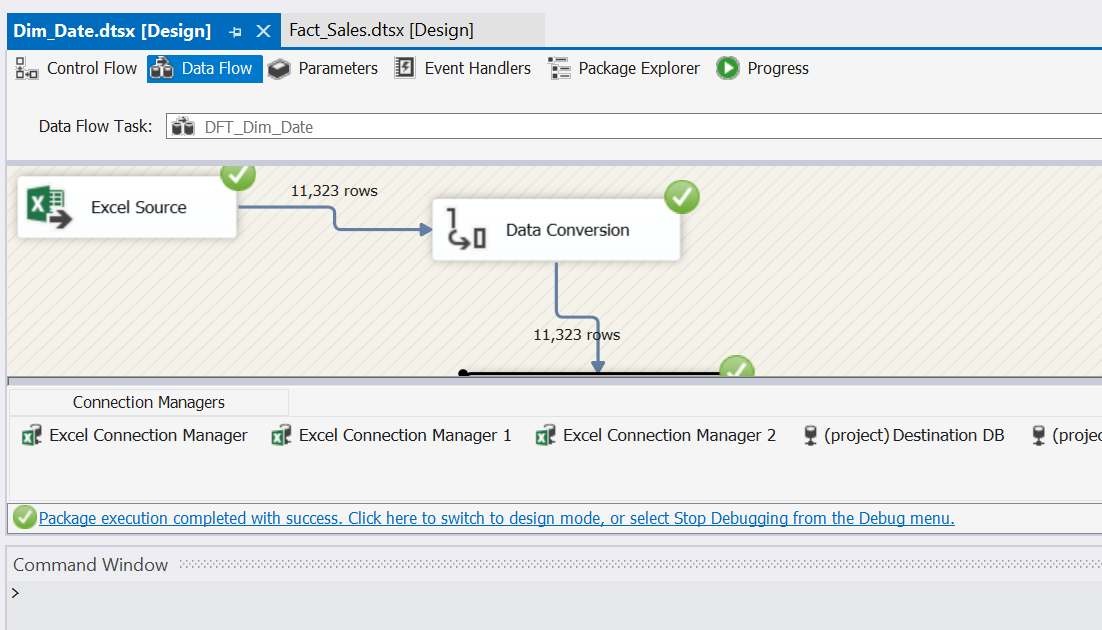 Dim_Date.dtsx [Design]
Fact_Sales.dtsx [Design]
Control Flow
Data Flow
Parameters
Event Handlers
Package Explorer
Progress
Data Flow Task:
DFT_Dim_Date
Excel Source
11,323 rows
Data Conversion
11,323 rows
Connection Managers
Excel Connection Manager
Excel Connection Manager 1
Excel Connection Manager 2
(project) Destination DB
Package execution completed with success. Click here to switch to design mode, or select Stop Debugging from the Debug menu.
Command Window
>